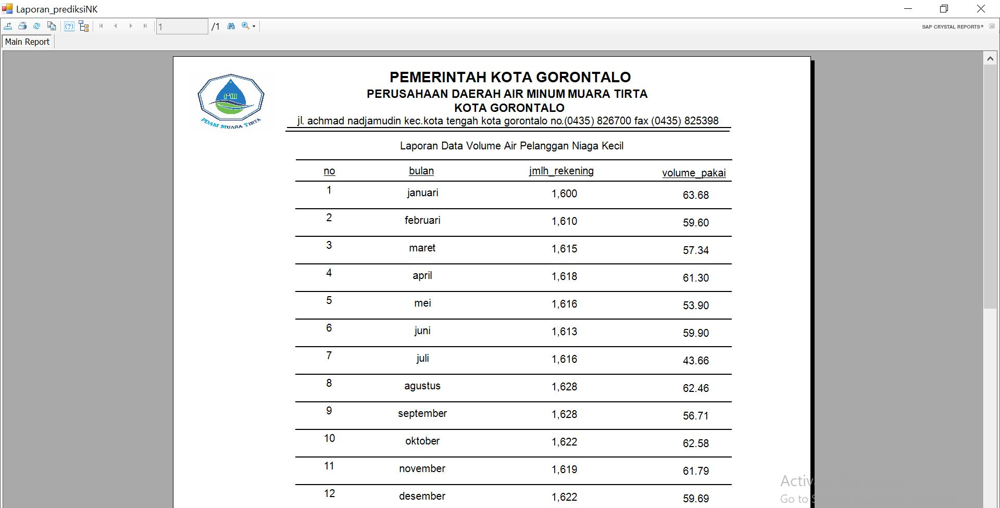 Laporan_prediksiNK
1 /1
SAP CRYSTAL REPORTS®
Main Report
PDAM MUARA TIRTA
PEMERINTAH KOTA GORONTALO
PERUSAHAAN DAERAH AIR MINUM MUARA TIRTA
KOTA GORONTALO
jl. achmad nadjamudin kec.kota tengah kota gorontalo no.(0435) 826700 fax (0435) 825398
Laporan Data Volume Air Pelanggan Niaga Kecil
no bulan jmlh_rekening volume_pakai
1 januari 1,600 63.68
2 februari 1,610 59.60
3 maret 1,615 57.34
4 april 1,618 61.30
5 mei 1,616 53.90
6 juni 1,613 59.90
7 juli 1,616 43.66
8 agustus 1,628 62.46
9 september 1,628 56.71
10 oktober 1,622 62.58
11 november 1,619 61.79
12 desember 1,622 59.69
Activ
Go to S